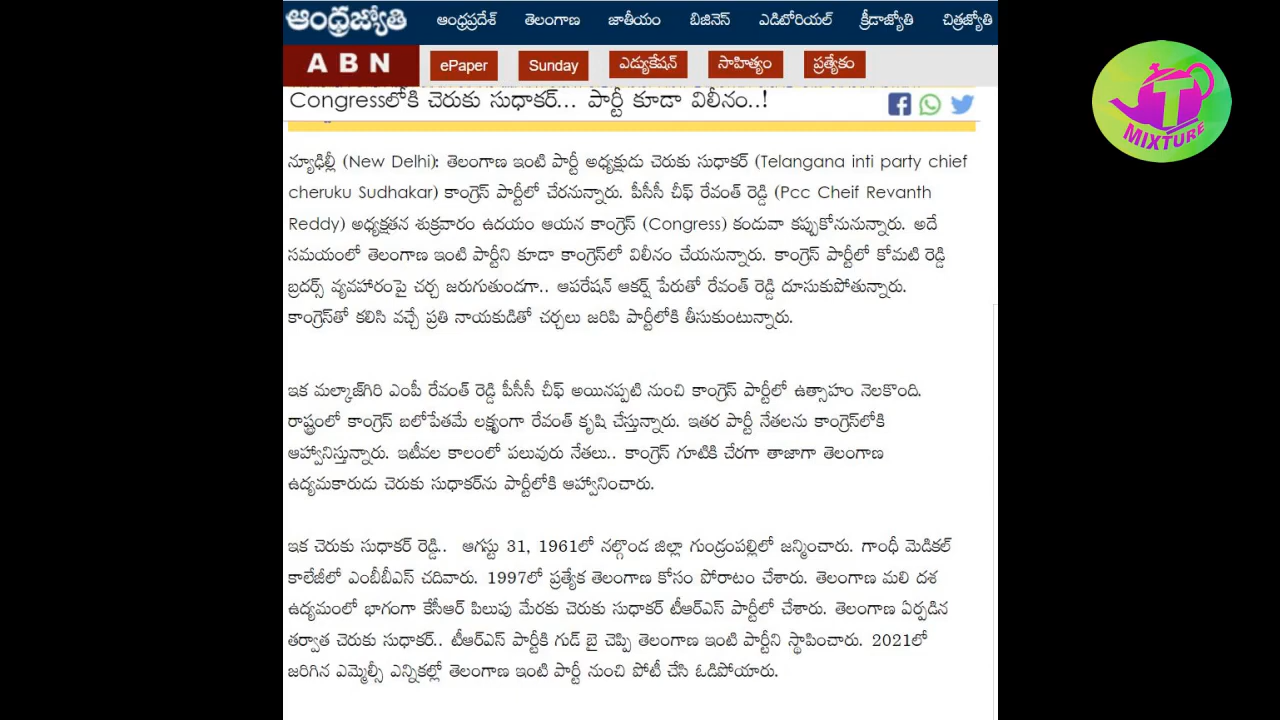 ఆంధ్రజ్యోతి ఆంధ్రప్రదేశ్ తెలంగాణ జాతీయం బిజినెస్ ఎడిటోరియల్ క్రీడాజ్యోతి చిత్రజ్యోతి
ABN ePaper Sunday ఎడ్యుకేషన్ సాహిత్యం ప్రత్యేకం
Congressలోకి చెరుకు సుధాకర్... పార్టీ కూడా విలీనం..!
T MIXTURE
న్యూఢిల్లీ (New Delhi): తెలంగాణ ఇంటి పార్టీ అధ్యక్షుడు చెరుకు సుధాకర్ (Telangana inti party chief
cheruku Sudhakar) కాంగ్రెస్ పార్టీలో చేరనున్నారు. పీసీసీ చీఫ్ రేవంత్ రెడ్డి (Pcc Cheif Revanth
Reddy) అధ్యక్షతన శుక్రవారం ఉదయం ఆయన కాంగ్రెస్ (Congress) కండువా కప్పుకోనునున్నారు. అదే
సమయంలో తెలంగాణ ఇంటి పార్టీని కూడా కాంగ్రెస్‌లో విలీనం చేయనున్నారు. కాంగ్రెస్ పార్టీలో కోమటి రెడ్డి
బ్రదర్స్ వ్యవహారంపై చర్చ జరుగుతుండగా.. ఆపరేషన్ ఆకర్ష్ పేరుతో రేవంత్ రెడ్డి దూసుకుపోతున్నారు.
కాంగ్రెస్‌తో కలిసి వచ్చే ప్రతి నాయకుడితో చర్చలు జరిపి పార్టీలోకి తీసుకుంటున్నారు.
ఇక మల్కాజ్‌గిరి ఎంపీ రేవంత్ రెడ్డి పీసీసీ చీఫ్ అయినప్పటి నుంచి కాంగ్రెస్ పార్టీలో ఉత్సాహం నెలకొంది.
రాష్ట్రంలో కాంగ్రెస్ బలోపేతమే లక్ష్యంగా రేవంత్ కృషి చేస్తున్నారు. ఇతర పార్టీ నేతలను కాంగ్రెస్‌లోకి
ఆహ్వానిస్తున్నారు. ఇటీవల కాలంలో పలువురు నేతలు.. కాంగ్రెస్ గూటికి చేరగా తాజాగా తెలంగాణ
ఉద్యమకారుడు చెరుకు సుధాకర్‌ను పార్టీలోకి ఆహ్వానించారు.
ఇక చెరుకు సుధాకర్ రెడ్డి.. ఆగస్టు 31, 1961లో నల్గొండ జిల్లా గుండ్రంపల్లిలో జన్మించారు. గాంధీ మెడికల్
కాలేజీలో ఎంబీబీఎస్ చదివారు. 1997లో ప్రత్యేక తెలంగాణ కోసం పోరాటం చేశారు. తెలంగాణ మలి దశ
ఉద్యమంలో భాగంగా కేసీఆర్ పిలుపు మేరకు చెరుకు సుధాకర్ టీఆర్ఎస్ పార్టీలో చేశారు. తెలంగాణ ఏర్పడిన
తర్వాత చెరుకు సుధాకర్.. టీఆర్ఎస్ పార్టీకి గుడ్ బై చెప్పి తెలంగాణ ఇంటి పార్టీని స్థాపించారు. 2021లో
జరిగిన ఎమ్మెల్సీ ఎన్నికల్లో తెలంగాణ ఇంటి పార్టీ నుంచి పోటీ చేసి ఓడిపోయారు.